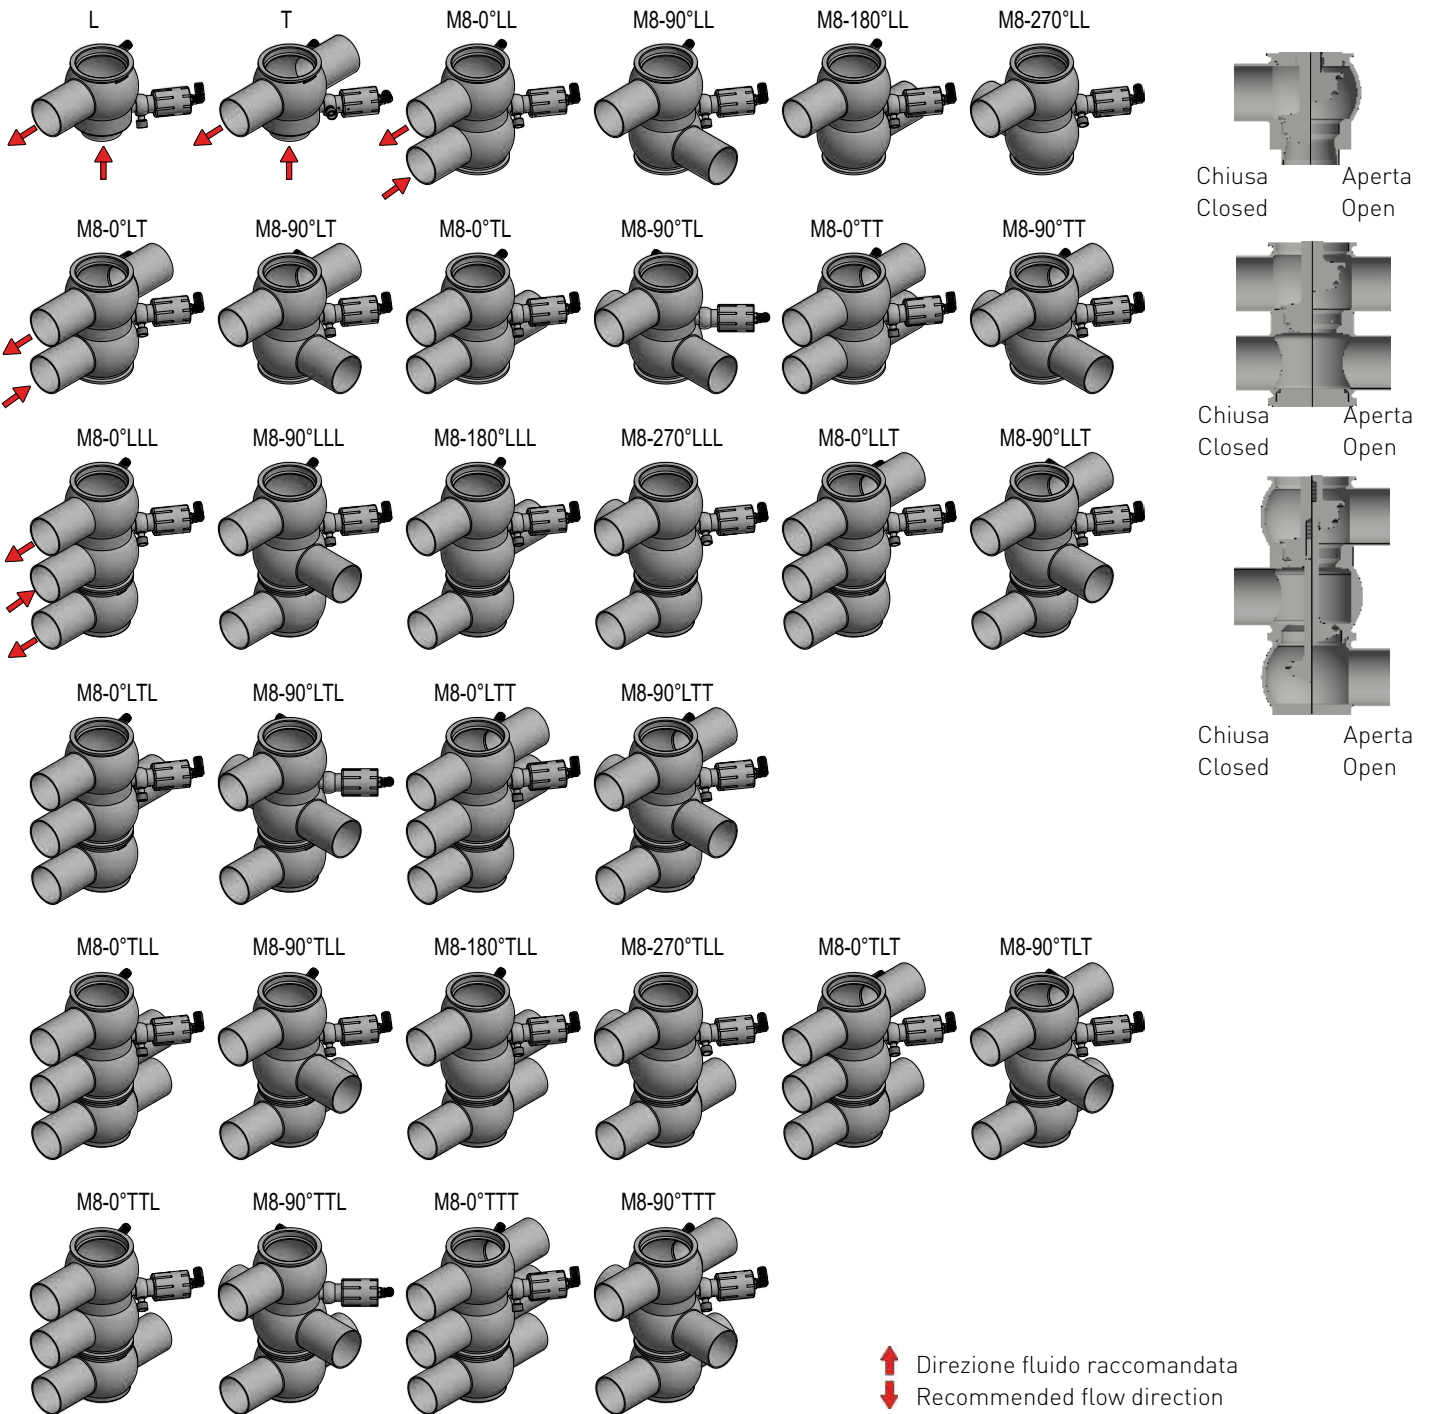 L
T
M8-0°LL
M8-90°LL
M8-180°LL
M8-270°LL
Chiusa
Aperta
Closed
Open
M8-0°LT
M8-90°LT
M8-0°TL
M8-90°TL
M8-0°TT
M8-90°TT
Chiusa
Aperta
Closed
Open
M8-0°LLL
M8-90°LLL
M8-180°LLL
M8-270°LLL
M8-0°LLT
M8-90°LLT
M8-0°LTL
M8-90°LTL
M8-0°LTT
M8-90°LTT
Chiusa
Aperta
Closed
Open
M8-0°TLL
M8-90°TLL
M8-180°TLL
M8-270°TLL
M8-0°TLT
M8-90°TLT
M8-0°TTL
M8-90°TTL
M8-0°TTT
M8-90°TTT
Direzione fluido raccomandata
Recommended flow direction